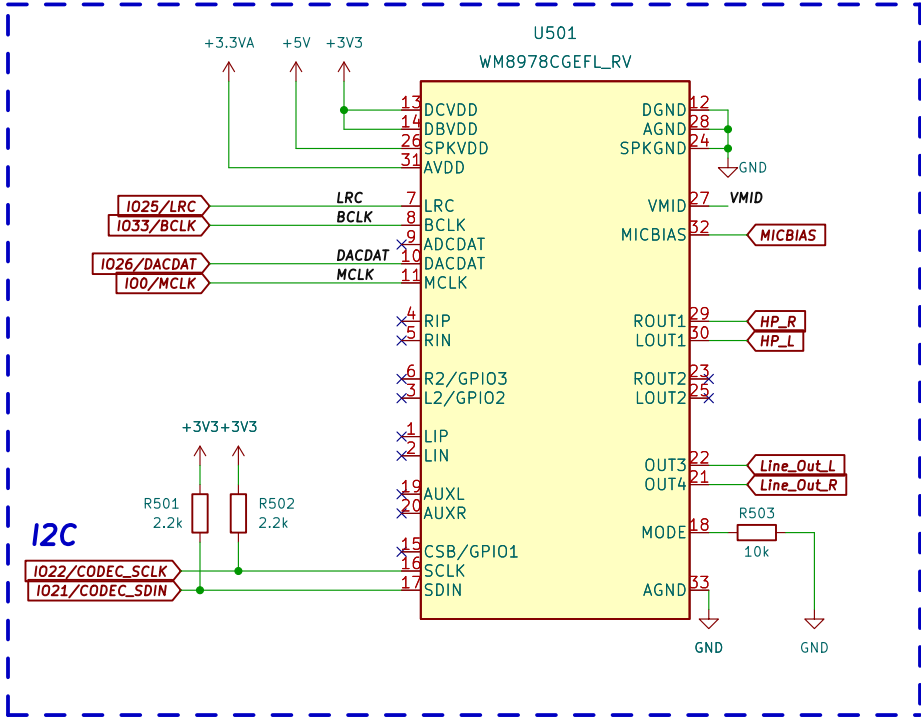 U501
WM8978CGEFL_RV
+3.3VA
+5V
+3V3
13 DCVDD
14 DBVDD
26 SPKVDD
31 AVDD
IO25/LRC LRC 7 LRC
IO33/BCLK BCLK 8 BCLK
9 ADCDAT
IO26/DACDAT DACDAT 10 DACDAT
IO0/MCLK MCLK 11 MCLK
4 RIP
5 RIN
6 R2/GPIO3
3 L2/GPIO2
1 LIP
2 LIN
19 AUXL
20 AUXR
15 CSB/GPIO1
16 SCLK
17 SDIN
+3V3
+3V3
R501
2.2k
R502
2.2k
I2C
IO22/CODEC_SCLK
IO21/CODEC_SDIN
DGND 12
AGND 28
SPKGND 24
GND
VMID 27 VMID
MICBIAS 32 MICBIAS
ROUT1 29 HP_R
LOUT1 30 HP_L
ROUT2 23
LOUT2 25
OUT3 22 Line_Out_L
OUT4 21 Line_Out_R
MODE 18
R503
10k
AGND 33
GND
GND